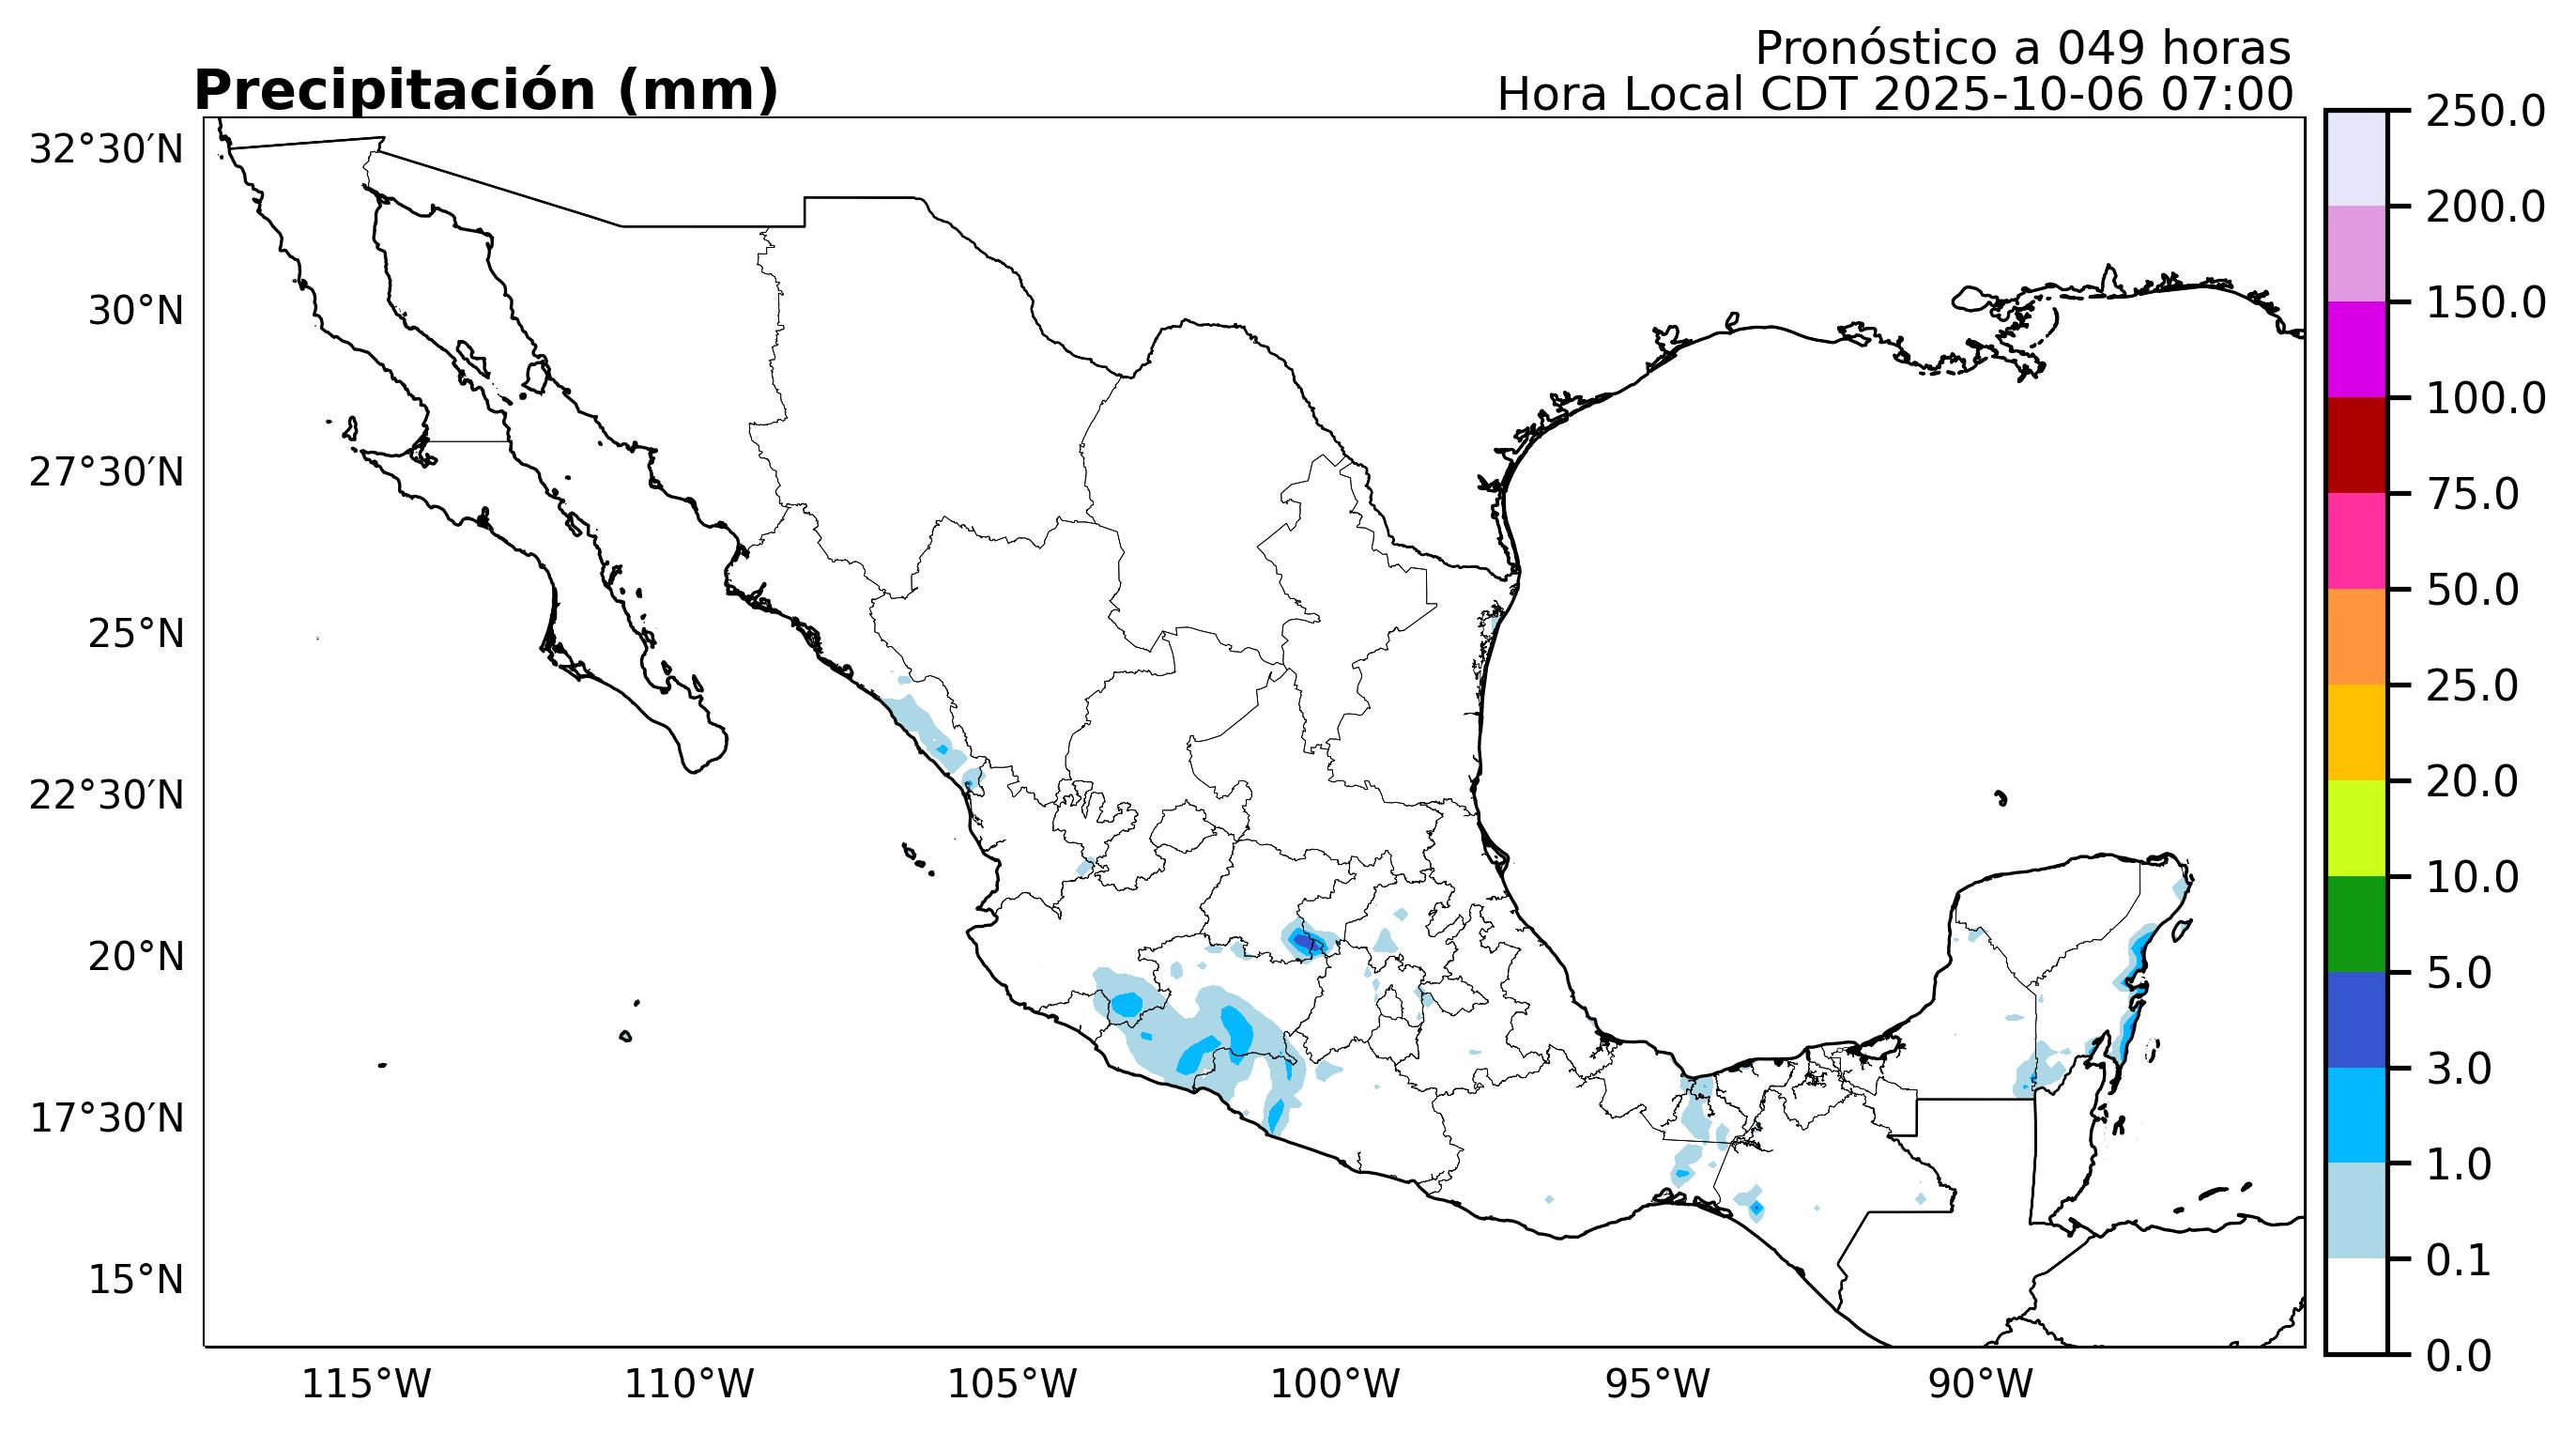 Pronóstico a 049 horas
Precipitación (mm)
Hora Local CDT 2025-10-06 07:00
32°30′N
30°N
27°30′N
25°N
22°30′N
20°N
17°30′N
15°N
115°W
110°W
105°W
100°W
95°W
90°W
250.0
200.0
150.0
100.0
75.0
50.0
25.0
20.0
10.0
5.0
3.0
1.0
0.1
0.0